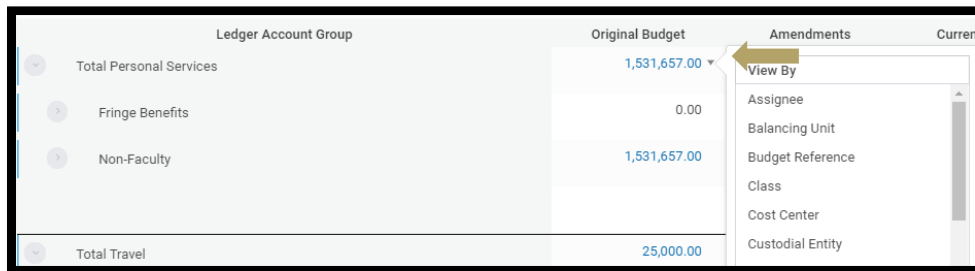 Ledger Account Group Original Budget Amendments
Total Personal Services 1,531,657.00 View By
Fringe Benefits 0.00 Assignee
Balancing Unit
Non-Faculty 1,531,657.00 Budget Reference
Class
Cost Center
Total Travel 25,000.00 Custodial Entity